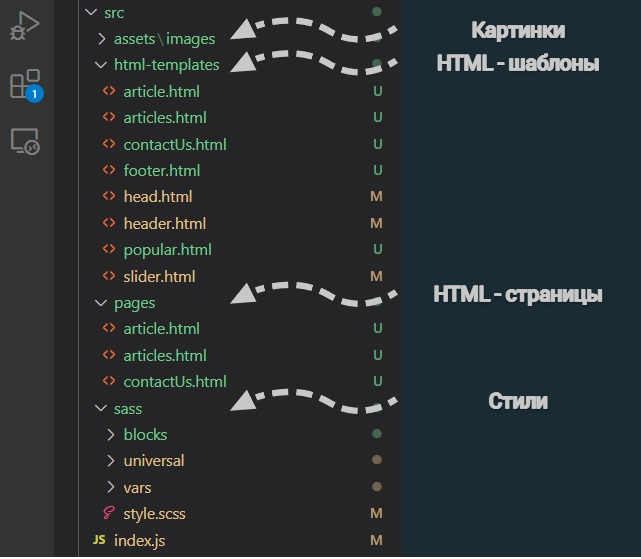 src
assets\images
Картинки
html-templates
HTML - шаблоны
article.html U
articles.html U
contactUs.html U
footer.html U
head.html M
header.html M
popular.html U
slider.html M
pages
HTML - страницы
article.html U
articles.html U
contactUs.html U
sass
Стили
blocks
universal
vars
style.scss M
JS index.js M
1